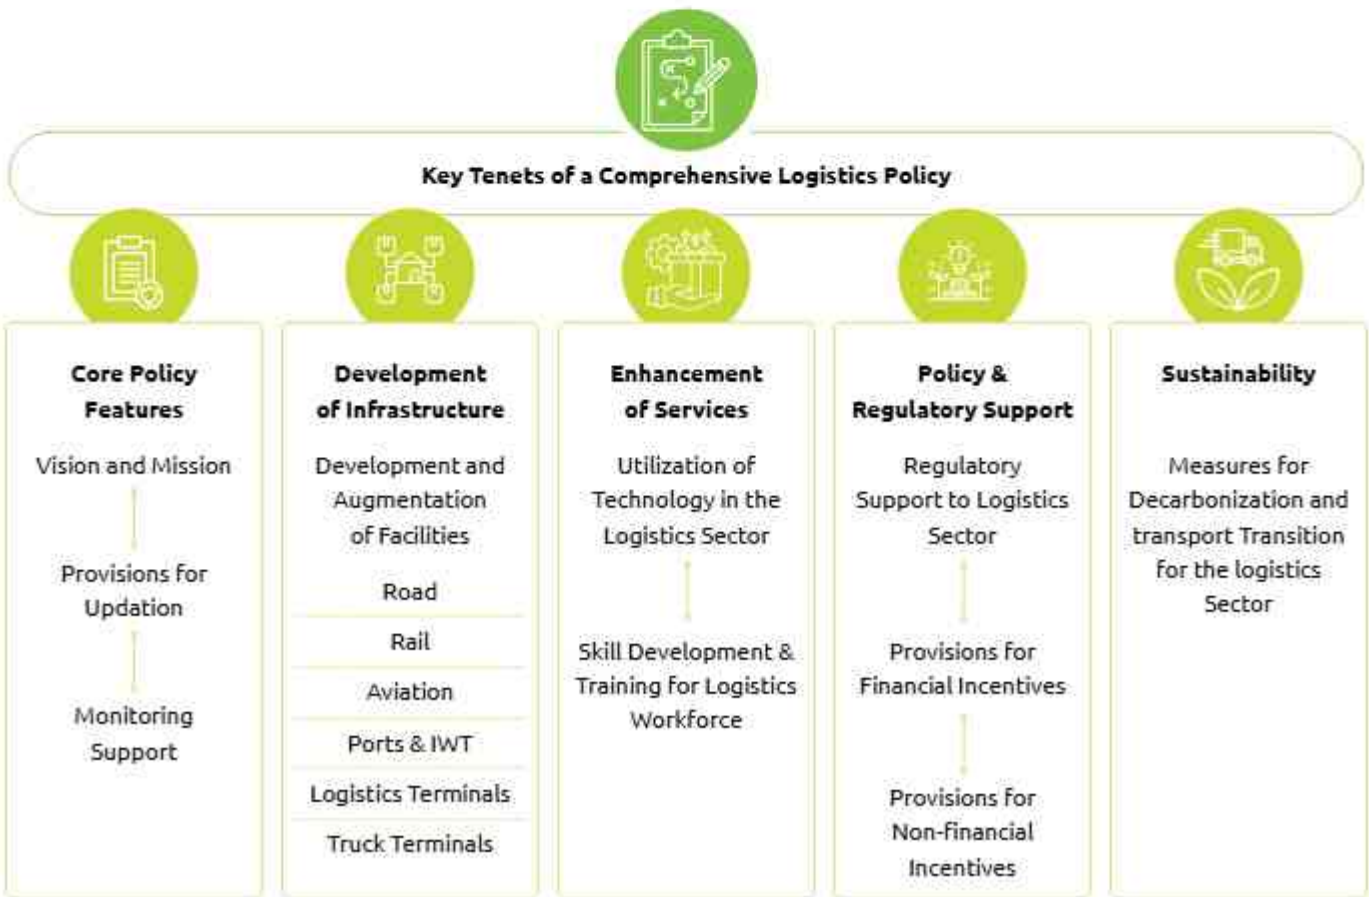 Key Tenets of a Comprehensive Logistics Policy
Core Policy
Features
Vision and Mission
Provisions for
Updation
Monitoring
Support
Development
of Infrastructure
Development and
Augmentation
of Facilities
Road
Rail
Aviation
Ports & IWT
Logistics Terminals
Truck Terminals
Enhancement
of Services
Utilization of
Technology in the
Logistics Sector
Skill Development &
Training for Logistics
Workforce
Policy &
Regulatory Support
Regulatory
Support to Logistics
Sector
Provisions for
Financial Incentives
Provisions for
Non-financial
Incentives
Sustainability
Measures for
Decarbonization and
transport Transition
for the logistics
Sector